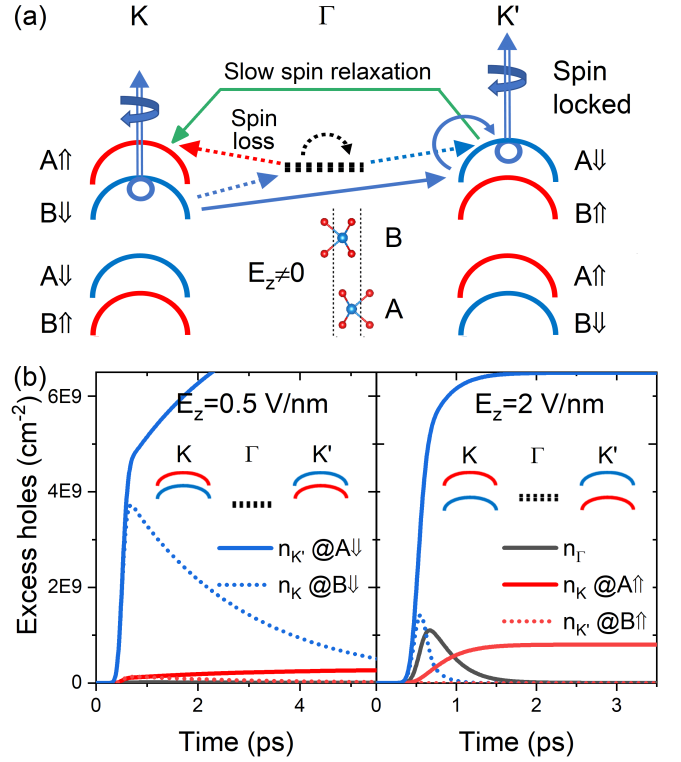 (a)
K Γ K'
Slow spin relaxation
Spin
locked
Spin
loss
A⇑
B⇓
A⇓
B⇑
A⇓
B⇑
A⇑
B⇓
E_z≠0
B
A
(b)
Excess holes (cm⁻²)
6E9
4E9
2E9
0
E_z=0.5 V/nm
K Γ K'
n_K' @A⇓
n_K @B⇓
0 2 4
Time (ps)
E_z=2 V/nm
K Γ K'
n_Γ
n_K @A⇑
n_K' @B⇑
0 1 2 3
Time (ps)